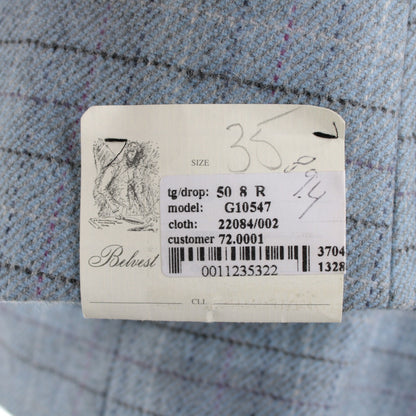 SIZE 35
tg/drop: 50 8 R
model: G10547
cloth: 22084/002
customer 72.0001
0011235322
3704
1328
Belvest
CLI